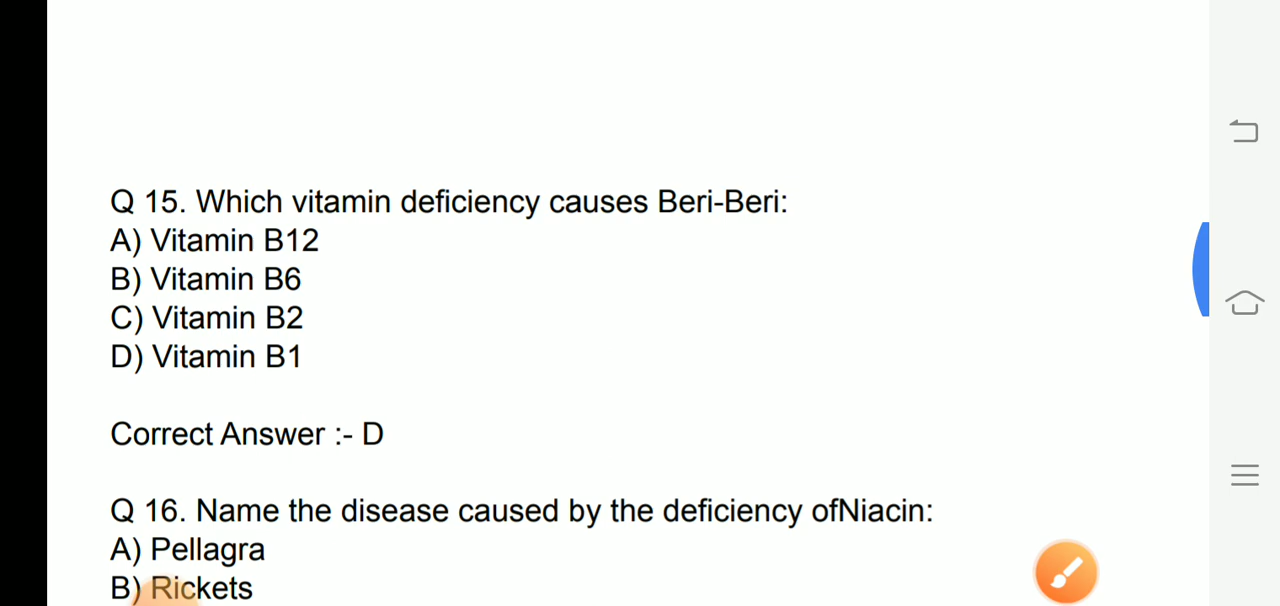 Q 15. Which vitamin deficiency causes Beri-Beri:
A) Vitamin B12
B) Vitamin B6
C) Vitamin B2
D) Vitamin B1
Correct Answer :- D
Q 16. Name the disease caused by the deficiency ofNiacin:
A) Pellagra
B) Rickets